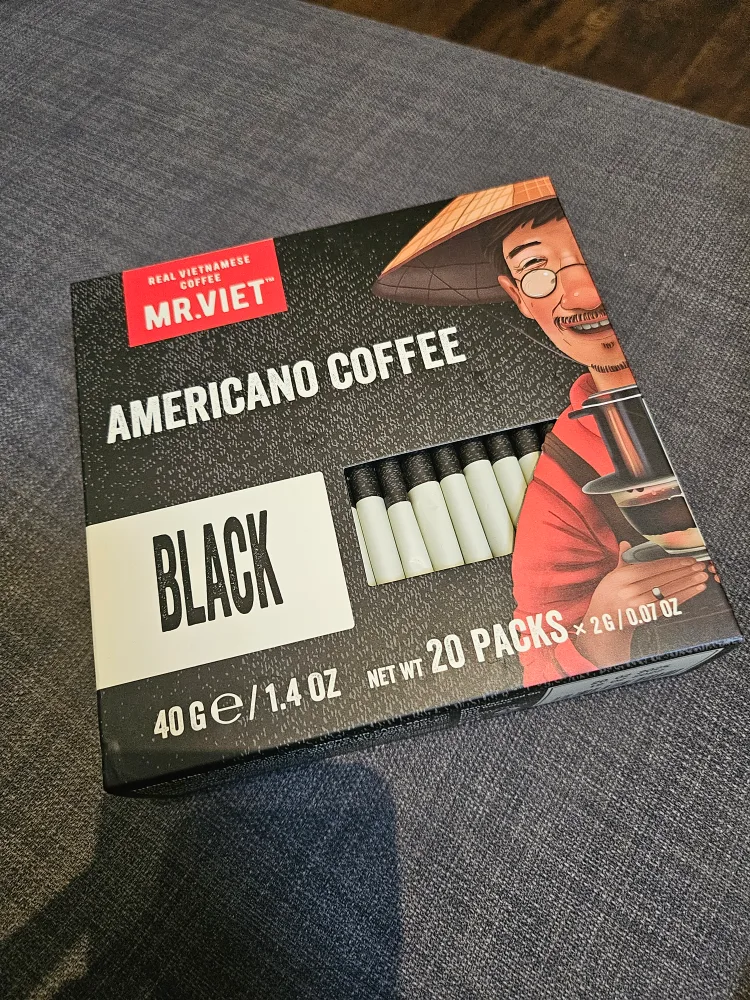 REAL VIETNAMESE
COFFEE
MR.VIET™
AMERICANO COFFEE
BLACK
40 G ℮ / 1.4 OZ
NET WT 20 PACKS × 2 G / 0.07 OZ